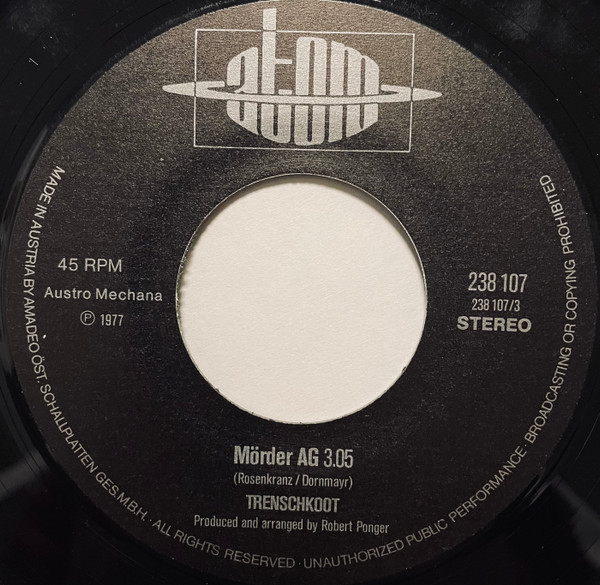 atom
45 RPM
Austro Mechana
Ⓟ 1977
238 107
238 107/3
STEREO
Mörder AG 3.05
(Rosenkranz / Dornmayr)
TRENSCHKOOT
Produced and arranged by Robert Ponger
MADE IN AUSTRIA BY AMADEO ÖST. SCHALLPLATTEN GES.M.B.H. · ALL RIGHTS RESERVED · UNAUTHORIZED PUBLIC PERFORMANCE · BROADCASTING OR COPYING PROHIBITED